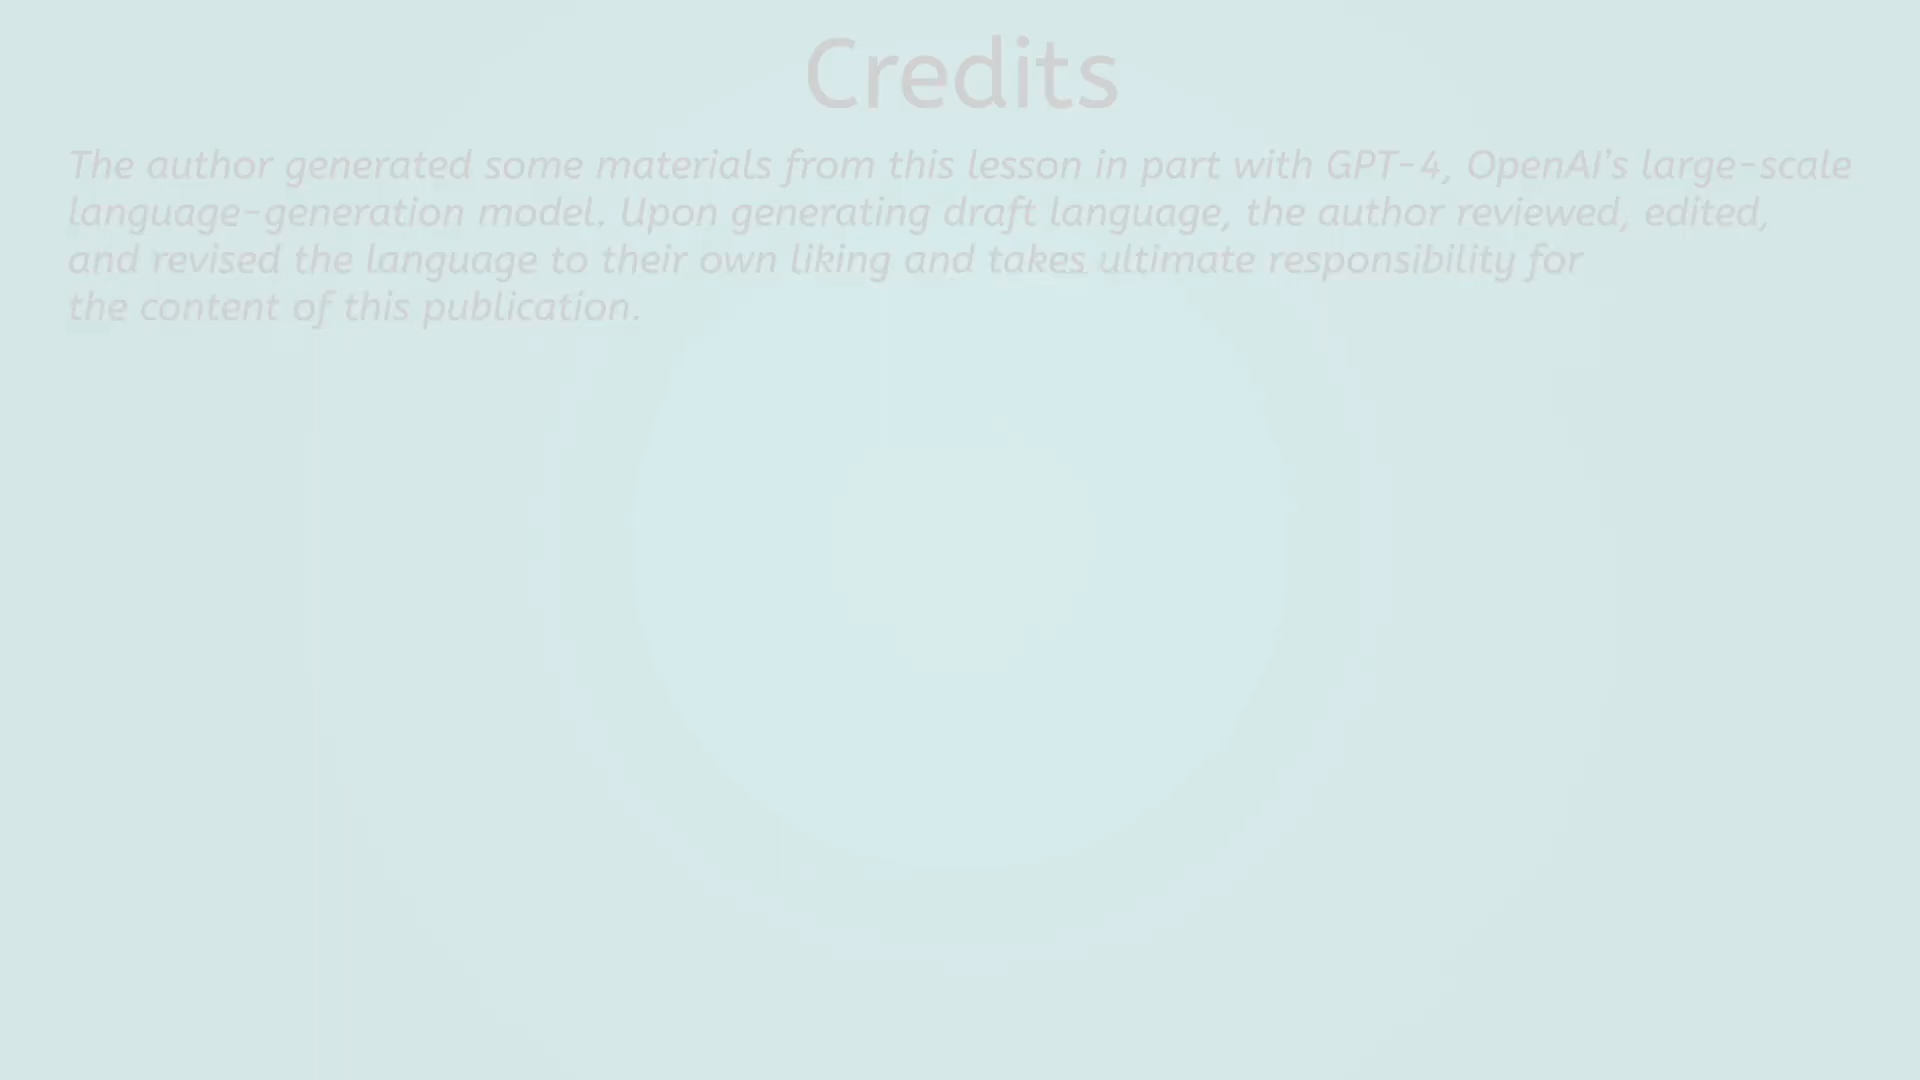 Credits
The author generated some materials from this lesson in part with GPT-4, OpenAI’s large-scale
language-generation model. Upon generating draft language, the author reviewed, edited,
and revised the language to their own liking and takes ultimate responsibility for
the content of this publication.